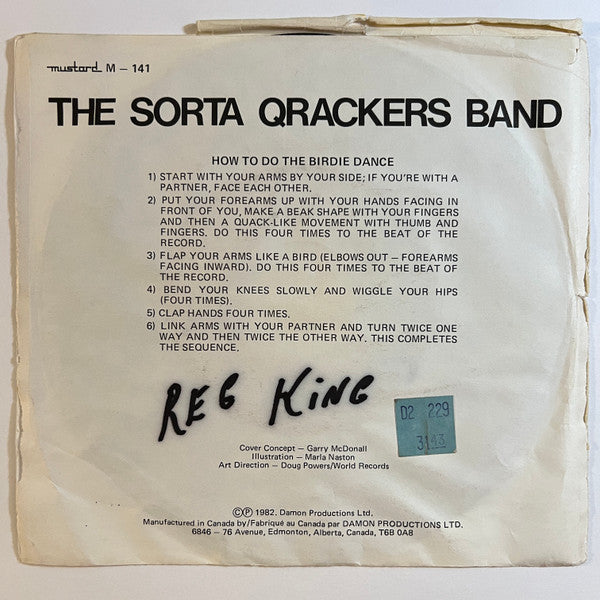 mustard M – 141
THE SORTA QRACKERS BAND
HOW TO DO THE BIRDIE DANCE
1) START WITH YOUR ARMS BY YOUR SIDE; IF YOU'RE WITH A
PARTNER, FACE EACH OTHER.
2) PUT YOUR FOREARMS UP WITH YOUR HANDS FACING IN
FRONT OF YOU, MAKE A BEAK SHAPE WITH YOUR FINGERS
AND THEN A QUACK-LIKE MOVEMENT WITH THUMB AND
FINGERS. DO THIS FOUR TIMES TO THE BEAT OF THE
RECORD.
3) FLAP YOUR ARMS LIKE A BIRD (ELBOWS OUT – FOREARMS
FACING INWARD). DO THIS FOUR TIMES TO THE BEAT OF
THE RECORD.
4) BEND YOUR KNEES SLOWLY AND WIGGLE YOUR HIPS
(FOUR TIMES).
5) CLAP HANDS FOUR TIMES.
6) LINK ARMS WITH YOUR PARTNER AND TURN TWICE ONE
WAY AND THEN TWICE THE OTHER WAY. THIS COMPLETES
THE SEQUENCE.
REG KING
D2 229
3143
Cover Concept – Garry McDonall
Illustration – Marla Naston
Art Direction – Doug Powers/World Records
©℗ 1982. Damon Productions Ltd.
Manufactured in Canada by/Fabriqué au Canada par DAMON PRODUCTIONS LTD.
6846 – 76 Avenue, Edmonton, Alberta, Canada, T6B 0A8